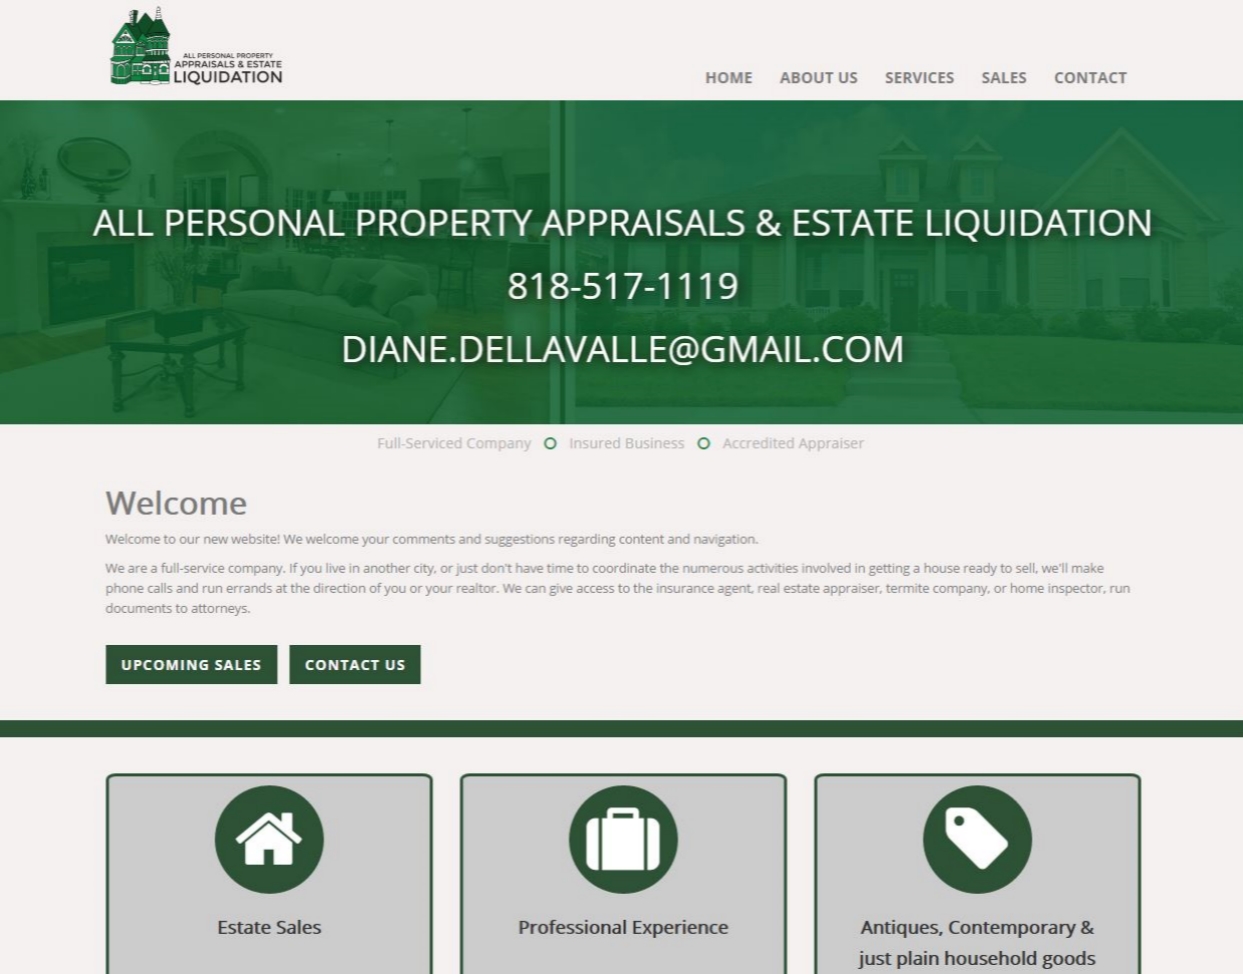 ALL PERSONAL PROPERTY
APPRAISALS & ESTATE
LIQUIDATION
HOME ABOUT US SERVICES SALES CONTACT
ALL PERSONAL PROPERTY APPRAISALS & ESTATE LIQUIDATION
818-517-1119
DIANE.DELLAVALLE@GMAIL.COM
Full-Serviced Company Insured Business Accredited Appraiser
Welcome
Welcome to our new website! We welcome your comments and suggestions regarding content and navigation.
We are a full-service company. If you live in another city, or just don't have time to coordinate the numerous activities involved in getting a house ready to sell, we'll make
phone calls and run errands at the direction of you or your realtor. We can give access to the insurance agent, real estate appraiser, termite company, or home inspector, run
documents to attorneys.
UPCOMING SALES CONTACT US
Estate Sales Professional Experience Antiques, Contemporary &
just plain household goods